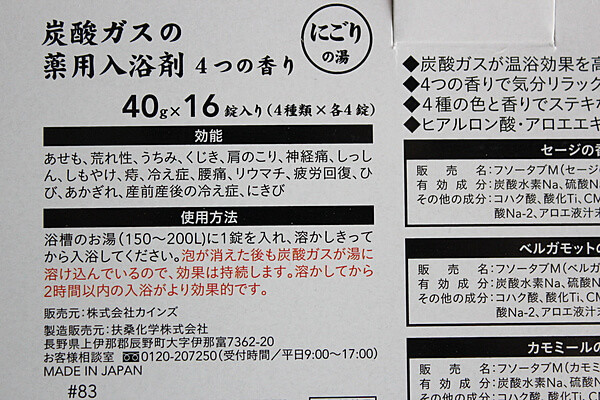 炭酸ガスの
薬用入浴剤 4つの香り
にごり
の湯
40g×16錠入り(4種類×各4錠)
効能
あせも、荒れ性、うちみ、くじき、肩のこり、神経痛、しっし
ん、しもやけ、痔、冷え症、腰痛、リウマチ、疲労回復、ひ
び、あかぎれ、産前産後の冷え症、にきび
使用方法
浴槽のお湯(150〜200L)に1錠を入れ、溶かしきって
から入浴してください。泡が消えた後も炭酸ガスが湯に
溶け込んでいるので、効果は持続します。溶かしてから
2時間以内の入浴がより効果的です。
販売元:株式会社カインズ
製造販売元:扶桑化学株式会社
長野県上伊那郡辰野町大字伊那富7362-20
お客様相談室 0120-207250(受付時間/平日9:00〜17:00)
MADE IN JAPAN
#83
◆炭酸ガスが温浴効果を高
◆4つの香りで気分リラック
◆4種の色と香りでステキな
◆ヒアルロン酸・アロエエキ
セージの香
販売名:フソータブM(セージ
有効成分:炭酸水素Na、硫酸N
その他の成分:コハク酸、酸化Ti、CM
酸Na-2、アロエ液汁末
ベルガモットの
販売名:フソータブM(ベルガ
有効成分:炭酸水素Na、硫酸N
その他の成分:コハク酸、酸化Ti、CM
酸Na-2、アロエ液汁末
カモミールの
販売名:フソータブM(カモミ
有効成分:炭酸水素Na、硫酸N
その他の成分:コハク酸、酸化Ti、CM